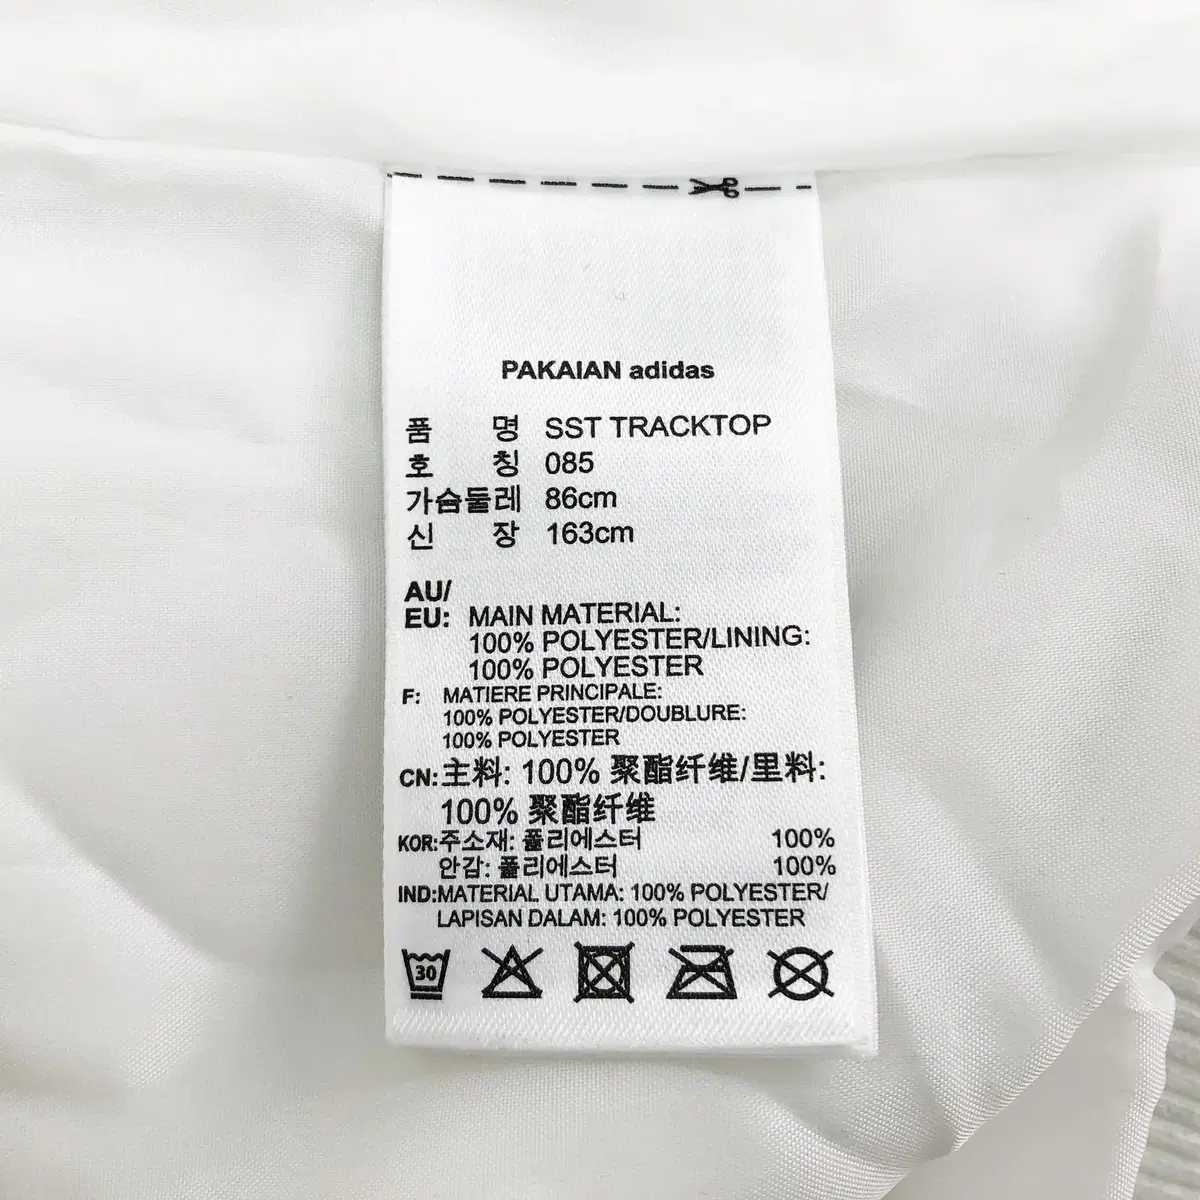 PAKAIAN adidas
품 명 SST TRACKTOP
호 칭 085
가슴둘레 86cm
신 장 163cm
AU/
EU: MAIN MATERIAL:
100% POLYESTER/LINING:
100% POLYESTER
F: MATIERE PRINCIPALE:
100% POLYESTER/DOUBLURE:
100% POLYESTER
CN:主料: 100% 聚酯纤维/里料:
100% 聚酯纤维
KOR:주소재: 폴리에스터 100%
안감: 폴리에스터 100%
IND:MATERIAL UTAMA: 100% POLYESTER/
LAPISAN DALAM: 100% POLYESTER
30